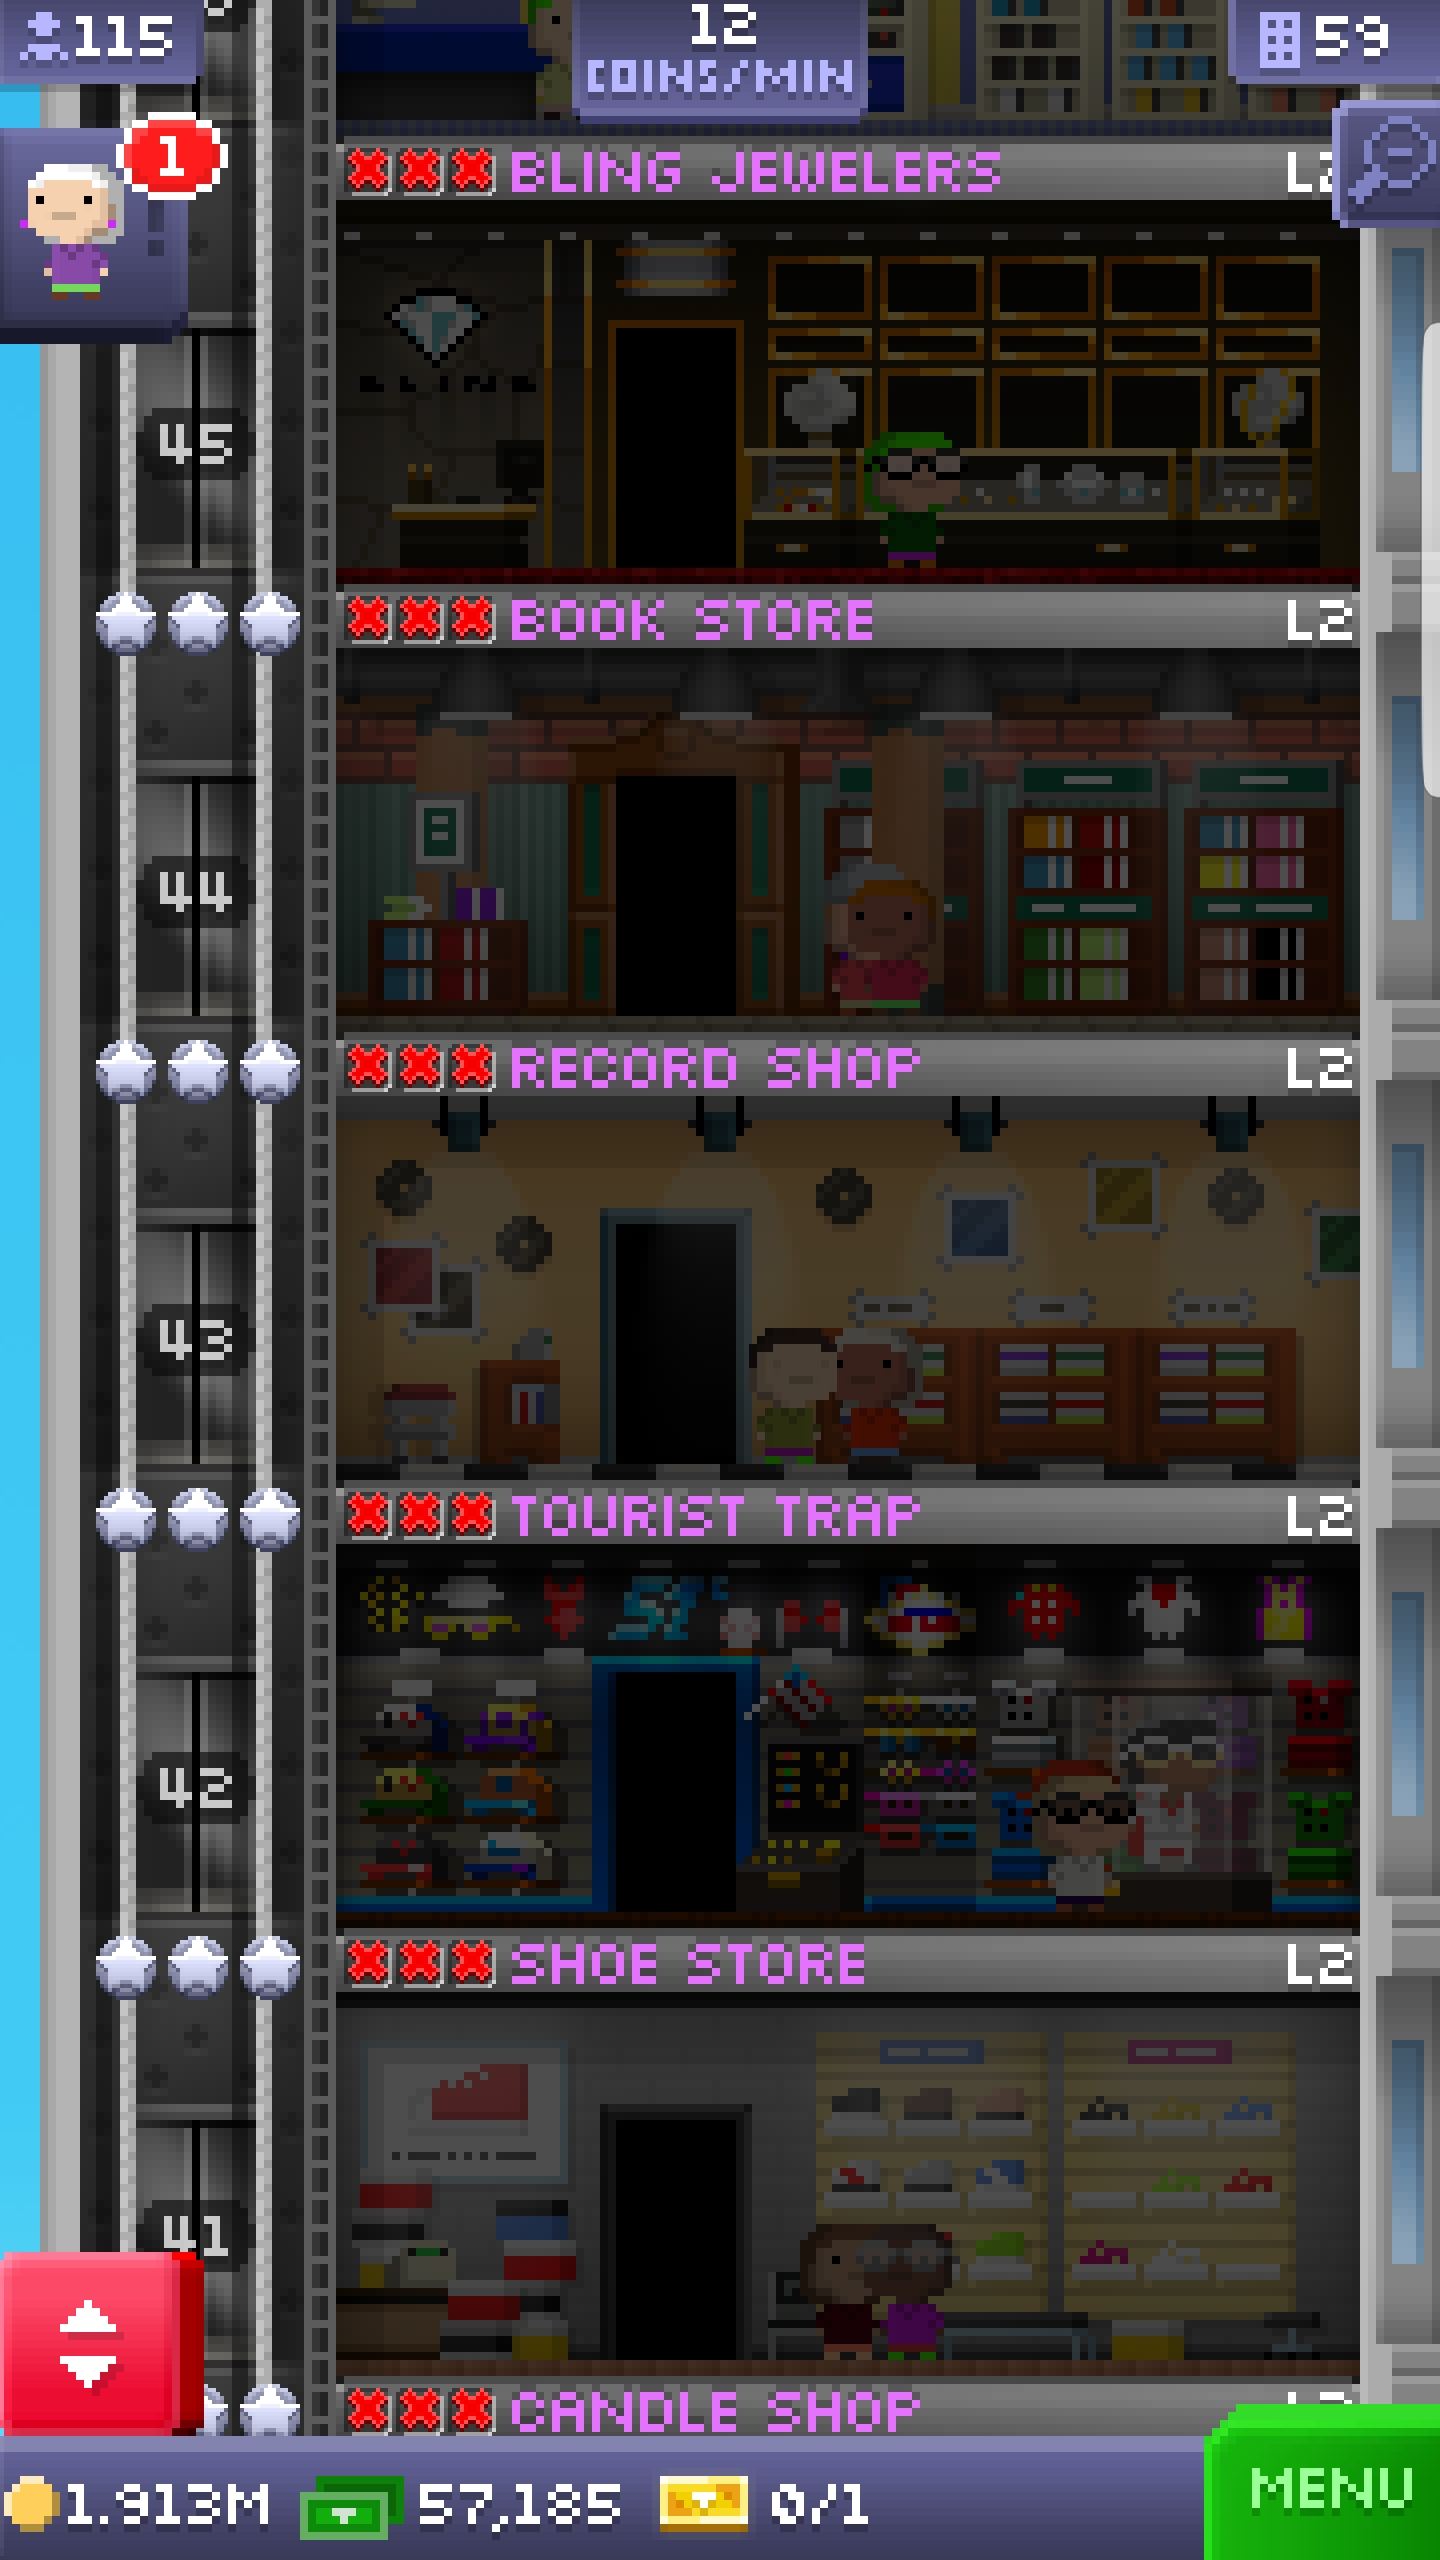 115
12
COINS/MIN
59
1
BLING JEWELERS
BLING
45
BOOK STORE L2
44
RECORD SHOP L2
43
TOURIST TRAP L2
42
SHOE STORE L2
41
CANDLE SHOP
1.913M 57,185 0/1
MENU